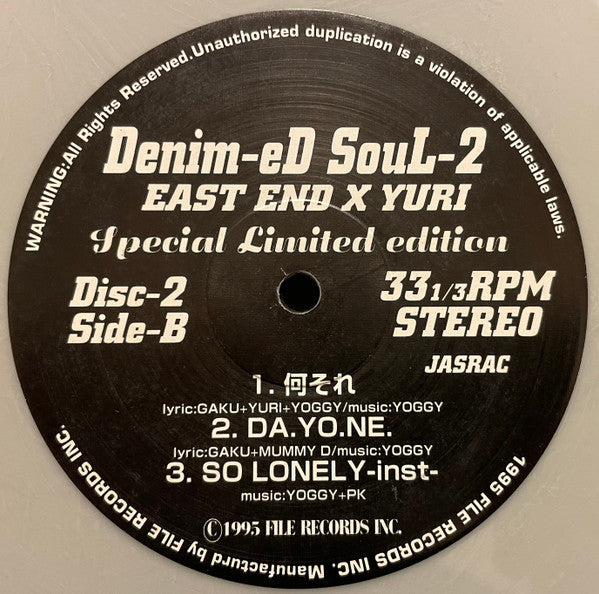 WARNING:All Rights Reserved.Unauthorized duplication is a violation of applicable laws.
Denim-eD SouL-2
EAST END X YURI
Special Limited edition
Disc-2
Side-B
33 1/3RPM
STEREO
JASRAC
1. 何それ
lyric:GAKU+YURI+YOGGY/music:YOGGY
2. DA.YO.NE.
lyric:GAKU+MUMMY D/music:YOGGY
3. SO LONELY-inst-
music:YOGGY+PK
Ⓒ1995 FILE RECORDS INC,
1995 FILE RECORDS INC. Manufacturd by FILE RECORDS INC.